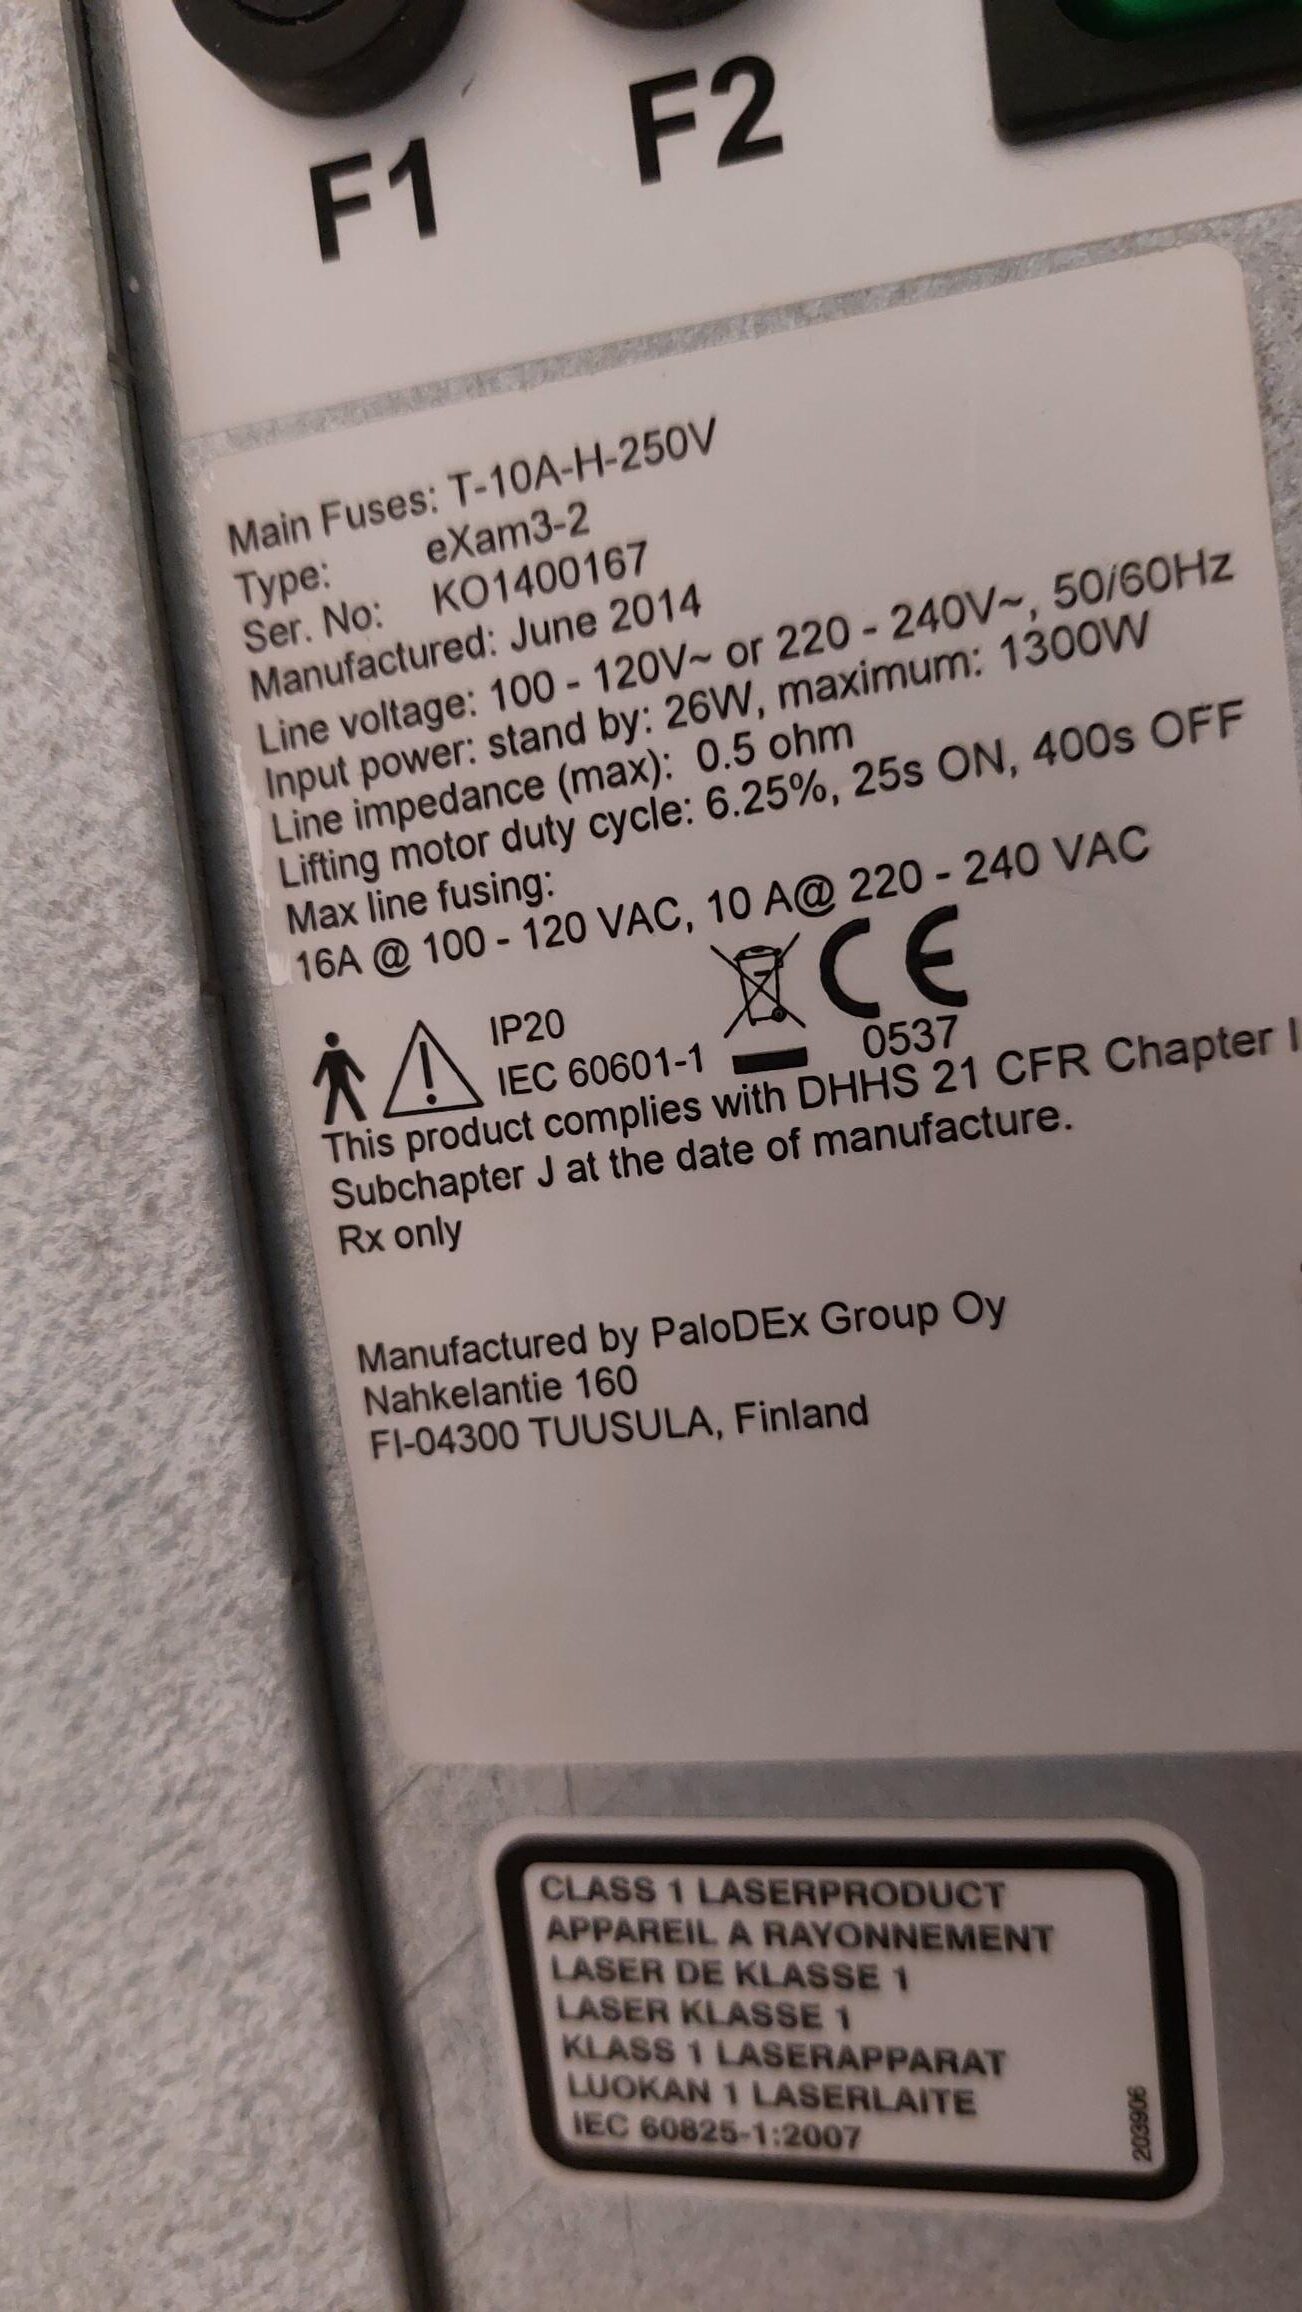 F1 F2
Main Fuses: T-10A-H-250V
Type: eXam3-2
Ser. No: KO1400167
Manufactured: June 2014
Line voltage: 100 - 120V~ or 220 - 240V~, 50/60Hz
Input power: stand by: 26W, maximum: 1300W
Line impedance (max): 0.5 ohm
Lifting motor duty cycle: 6.25%, 25s ON, 400s OFF
Max line fusing:
16A @ 100 - 120 VAC, 10 A@ 220 - 240 VAC
IP20
CE
IEC 60601-1
0537
This product complies with DHHS 21 CFR Chapter I
Subchapter J at the date of manufacture.
Rx only
Manufactured by PaloDEx Group Oy
Nahkelantie 160
FI-04300 TUUSULA, Finland
CLASS 1 LASERPRODUCT
APPAREIL A RAYONNEMENT
LASER DE KLASSE 1
LASER KLASSE 1
KLASS 1 LASERAPPARAT
LUOKAN 1 LASERLAITE
IEC 60825-1:2007
203906